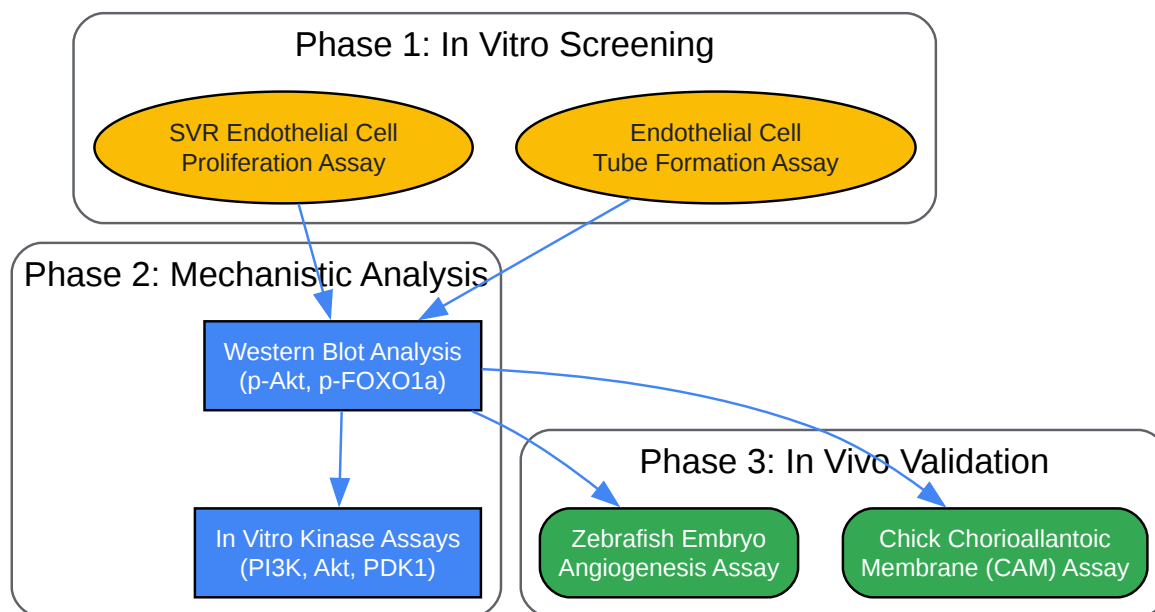 Phase 1: In Vitro Screening
SVR Endothelial Cell
Proliferation Assay
Endothelial Cell
Tube Formation Assay
Phase 2: Mechanistic Analysis
Western Blot Analysis
(p-Akt, p-FOXO1a)
In Vitro Kinase Assays
(PI3K, Akt, PDK1)
Phase 3: In Vivo Validation
Zebrafish Embryo
Angiogenesis Assay
Chick Chorioallantoic
Membrane (CAM) Assay